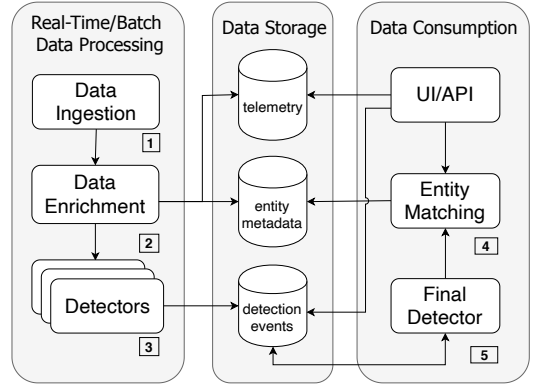 Real-Time/Batch
Data Processing
Data
Ingestion
1
Data
Enrichment
2
Detectors
3
Data Storage
telemetry
entity
metadata
detection
events
Data Consumption
UI/API
Entity
Matching
4
Final
Detector
5